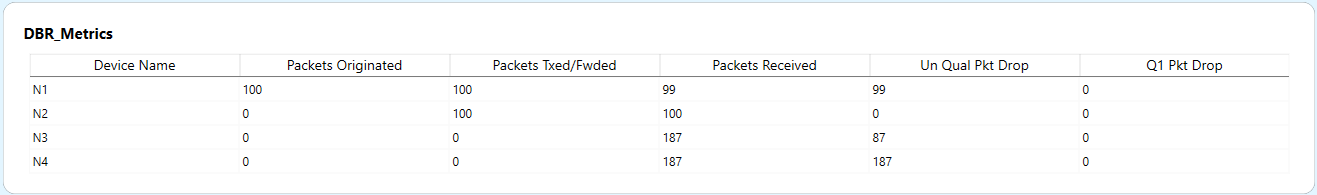 DBR_Metrics
Device Name Packets Originated Packets Txed/Fwded Packets Received Un Qual Pkt Drop Q1 Pkt Drop
N1 100 100 99 99 0
N2 0 100 100 0 0
N3 0 0 187 87 0
N4 0 0 187 187 0